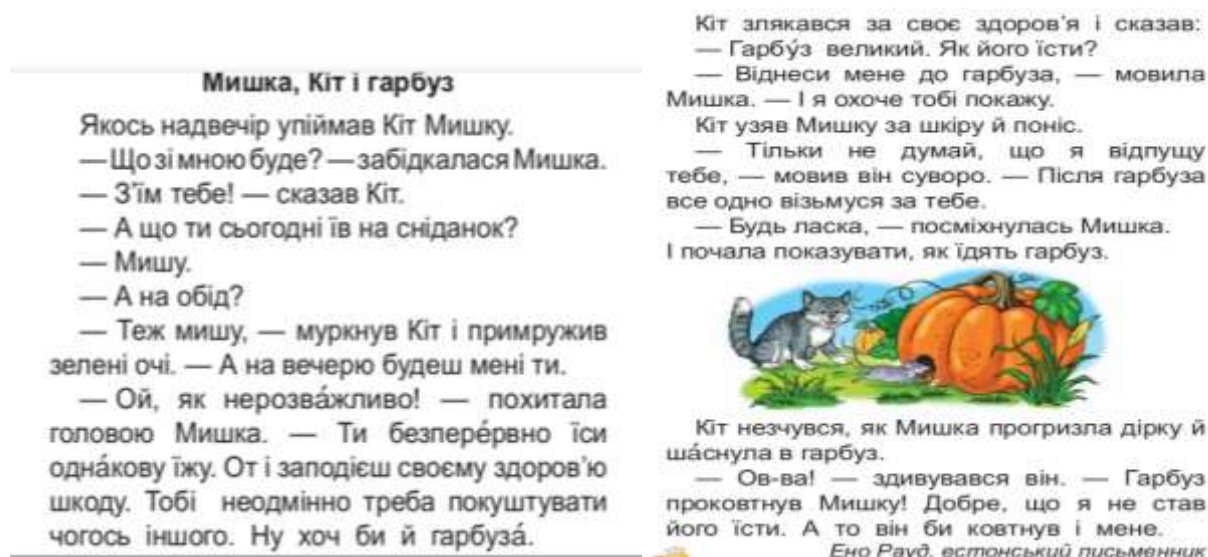 Мишка, Кіт і гарбуз
Якось надвечір упіймав Кіт Мишку.
— Що зі мною буде? — забідкалася Мишка.
— З'їм тебе! — сказав Кіт.
— А що ти сьогодні їв на сніданок?
— Мишу.
— А на обід?
— Теж мишу, — муркнув Кіт і примружив
зелені очі. — А на вечерю будеш мені ти.
— Ой, як нерозва́жливо! — похитала
головою Мишка. — Ти безпере́рвно їси
одна́кову їжу. От і заподієш своєму здоров'ю
шкоду. Тобі неодмінно треба покуштувати
чогось іншого. Ну хоч би й гарбуза́.
Кіт злякався за своє здоров'я і сказав:
— Гарбу́з великий. Як його їсти?
— Віднеси мене до гарбуза, — мовила
Мишка. — І я охоче тобі покажу.
Кіт узяв Мишку за шкіру й поніс.
— Тільки не думай, що я відпущу
тебе, — мовив він суворо. — Після гарбуза
все одно візьмуся за тебе.
— Будь ласка, — посміхнулась Мишка.
І почала показувати, як їдять гарбуз.
Кіт незчувся, як Мишка прогризла дірку й
ша́снула в гарбуз.
— Ов-ва! — здивувався він. — Гарбуз
проковтнув Мишку! Добре, що я не став
його їсти. А то він би ковтнув і мене.
Ено Рауд, естонський письменник